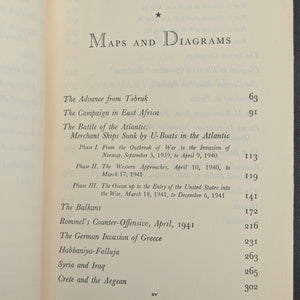 ★
MAPS AND DIAGRAMS
The Advance from Tobruk 63
The Campaign in East Africa 91
The Battle of the Atlantic:
Merchant Ships Sunk by U-Boats in the Atlantic
Phase I. From the Outbreak of War to the Invasion of
Norway, September 3, 1939, to April 9, 1940 113
Phase II. The Western Approaches, April 10, 1940, to
March 17, 1941 119
Phase III. The Ocean up to the Entry of the United States into
the War, March 18, 1941, to December 6, 1941 141
The Balkans 172
Rommel's Counter-Offensive, April, 1941 216
The German Invasion of Greece 231
Habbaniya-Falluja 263
Syria and Iraq 265
Crete and the Aegean 302
xv